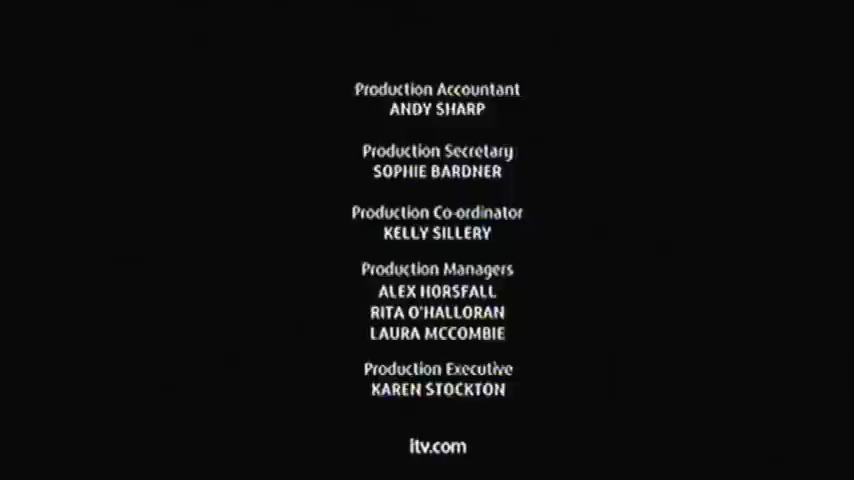 Production Accountant
ANDY SHARP
Production Secretary
SOPHIE BARDNER
Production Co-ordinator
KELLY SILLERY
Production Managers
ALEX HORSFALL
RITA O'HALLORAN
LAURA MCCOMBIE
Production Executive
KAREN STOCKTON
itv.com